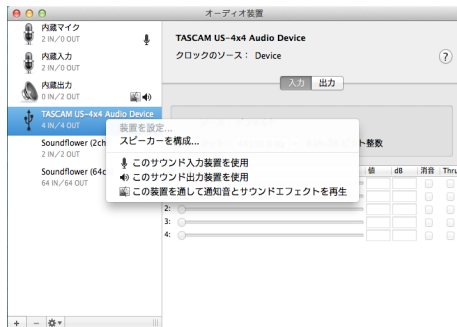 オーディオ装置
内蔵マイク
2 IN/0 OUT
内蔵入力
2 IN/0 OUT
内蔵出力
0 IN/2 OUT
TASCAM US-4x4 Audio Device
4 IN/4 OUT
Soundflower (2ch
2 IN/2 OUT
Soundflower (64c
64 IN/64 OUT
TASCAM US-4x4 Audio Device
クロックのソース： Device
?
入力 出力
装置を設定...
スピーカーを構成...
このサウンド入力装置を使用
このサウンド出力装置を使用
この装置を通して通知音とサウンドエフェクトを再生
ト整数
値 dB 消音 Thru
2:
3:
4: